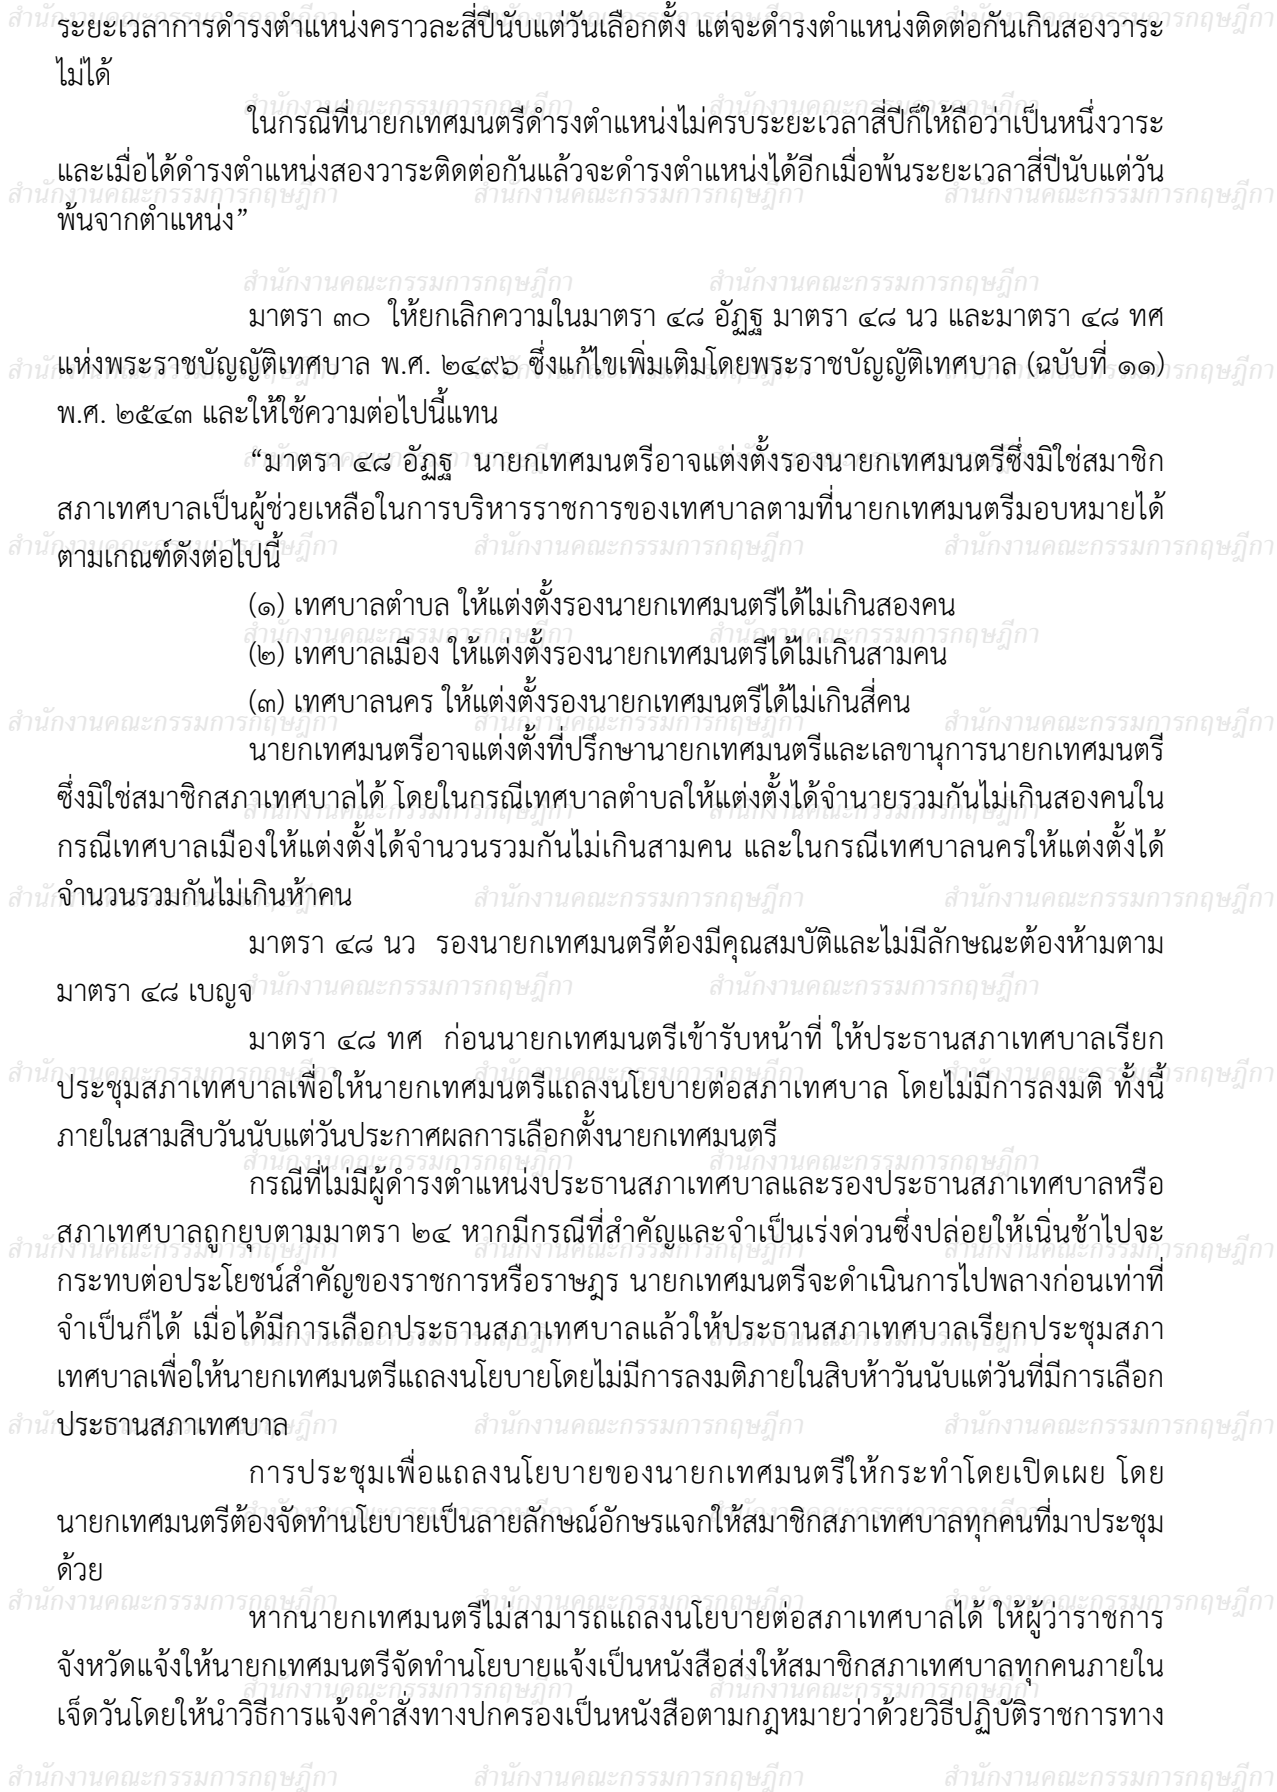 ระยะเวลาการดำรงตำแหน่งคราวละสี่ปีนับแต่วันเลือกตั้ง แต่จะดำรงตำแหน่งติดต่อกันเกินสองวาระ
ไม่ได้
ในกรณีที่นายกเทศมนตรีดำรงตำแหน่งไม่ครบระยะเวลาสี่ปีก็ให้ถือว่าเป็นหนึ่งวาระ
และเมื่อได้ดำรงตำแหน่งสองวาระติดต่อกันแล้วจะดำรงตำแหน่งได้อีกเมื่อพ้นระยะเวลาสี่ปีนับแต่วัน
พ้นจากตำแหน่ง”
มาตรา ๓๐ ให้ยกเลิกความในมาตรา ๔๘ อัฏฐ มาตรา ๔๘ นว และมาตรา ๔๘ ทศ
แห่งพระราชบัญญัติเทศบาล พ.ศ. ๒๔๙๖ ซึ่งแก้ไขเพิ่มเติมโดยพระราชบัญญัติเทศบาล (ฉบับที่ ๑๑)
พ.ศ. ๒๕๔๓ และให้ใช้ความต่อไปนี้แทน
“มาตรา ๔๘ อัฏฐ นายกเทศมนตรีอาจแต่งตั้งรองนายกเทศมนตรีซึ่งมิใช่สมาชิก
สภาเทศบาลเป็นผู้ช่วยเหลือในการบริหารราชการของเทศบาลตามที่นายกเทศมนตรีมอบหมายได้
ตามเกณฑ์ดังต่อไปนี้
(๑) เทศบาลตำบล ให้แต่งตั้งรองนายกเทศมนตรีได้ไม่เกินสองคน
(๒) เทศบาลเมือง ให้แต่งตั้งรองนายกเทศมนตรีได้ไม่เกินสามคน
(๓) เทศบาลนคร ให้แต่งตั้งรองนายกเทศมนตรีได้ไม่เกินสี่คน
นายกเทศมนตรีอาจแต่งตั้งที่ปรึกษานายกเทศมนตรีและเลขานุการนายกเทศมนตรี
ซึ่งมิใช่สมาชิกสภาเทศบาลได้ โดยในกรณีเทศบาลตำบลให้แต่งตั้งได้จำนายรวมกันไม่เกินสองคนใน
กรณีเทศบาลเมืองให้แต่งตั้งได้จำนวนรวมกันไม่เกินสามคน และในกรณีเทศบาลนครให้แต่งตั้งได้
จำนวนรวมกันไม่เกินห้าคน
มาตรา ๔๘ นว รองนายกเทศมนตรีต้องมีคุณสมบัติและไม่มีลักษณะต้องห้ามตาม
มาตรา ๔๘ เบญจ
มาตรา ๔๘ ทศ ก่อนนายกเทศมนตรีเข้ารับหน้าที่ ให้ประธานสภาเทศบาลเรียก
ประชุมสภาเทศบาลเพื่อให้นายกเทศมนตรีแถลงนโยบายต่อสภาเทศบาล โดยไม่มีการลงมติ ทั้งนี้
ภายในสามสิบวันนับแต่วันประกาศผลการเลือกตั้งนายกเทศมนตรี
กรณีที่ไม่มีผู้ดำรงตำแหน่งประธานสภาเทศบาลและรองประธานสภาเทศบาลหรือ
สภาเทศบาลถูกยุบตามมาตรา ๒๔ หากมีกรณีที่สำคัญและจำเป็นเร่งด่วนซึ่งปล่อยให้เนิ่นช้าไปจะ
กระทบต่อประโยชน์สำคัญของราชการหรือราษฎร นายกเทศมนตรีจะดำเนินการไปพลางก่อนเท่าที่
จำเป็นก็ได้ เมื่อได้มีการเลือกประธานสภาเทศบาลแล้วให้ประธานสภาเทศบาลเรียกประชุมสภา
เทศบาลเพื่อให้นายกเทศมนตรีแถลงนโยบายโดยไม่มีการลงมติภายในสิบห้าวันนับแต่วันที่มีการเลือก
ประธานสภาเทศบาล
การประชุมเพื่อแถลงนโยบายของนายกเทศมนตรีให้กระทำโดยเปิดเผย โดย
นายกเทศมนตรีต้องจัดทำนโยบายเป็นลายลักษณ์อักษรแจกให้สมาชิกสภาเทศบาลทุกคนที่มาประชุม
ด้วย
หากนายกเทศมนตรีไม่สามารถแถลงนโยบายต่อสภาเทศบาลได้ ให้ผู้ว่าราชการ
จังหวัดแจ้งให้นายกเทศมนตรีจัดทำนโยบายแจ้งเป็นหนังสือส่งให้สมาชิกสภาเทศบาลทุกคนภายใน
เจ็ดวันโดยให้นำวิธีการแจ้งคำสั่งทางปกครองเป็นหนังสือตามกฎหมายว่าด้วยวิธีปฏิบัติราชการทาง